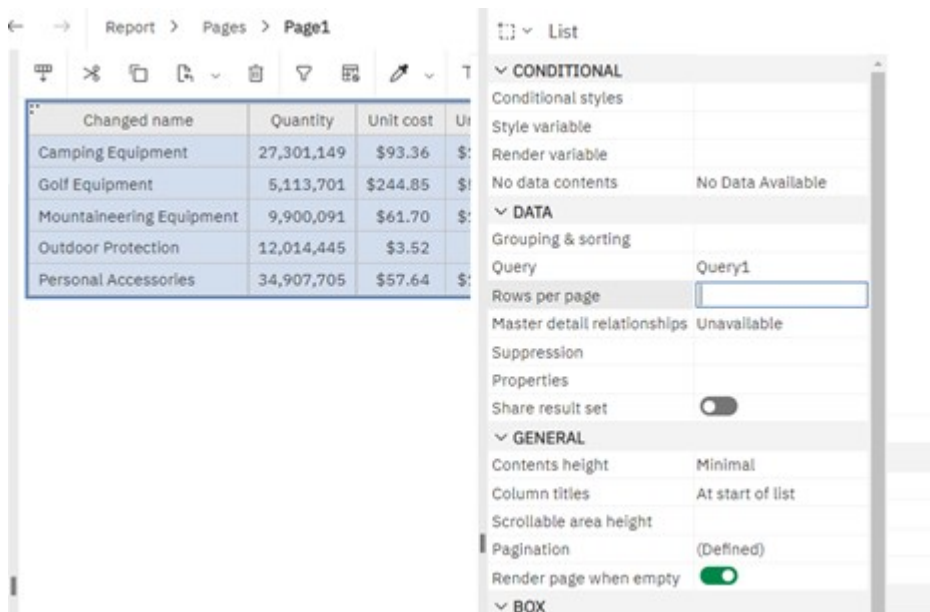 Report > Pages > Page1
Changed name Quantity Unit cost
Camping Equipment 27,301,149 $93.36
Golf Equipment 5,113,701 $244.85
Mountaineering Equipment 9,900,091 $61.70
Outdoor Protection 12,014,445 $3.52
Personal Accessories 34,907,705 $57.64
List
CONDITIONAL
Conditional styles
Style variable
Render variable
No data contents No Data Available
DATA
Grouping & sorting
Query Query1
Rows per page
Master detail relationships Unavailable
Suppression
Properties
Share result set
GENERAL
Contents height Minimal
Column titles At start of list
Scrollable area height
Pagination (Defined)
Render page when empty
BOX